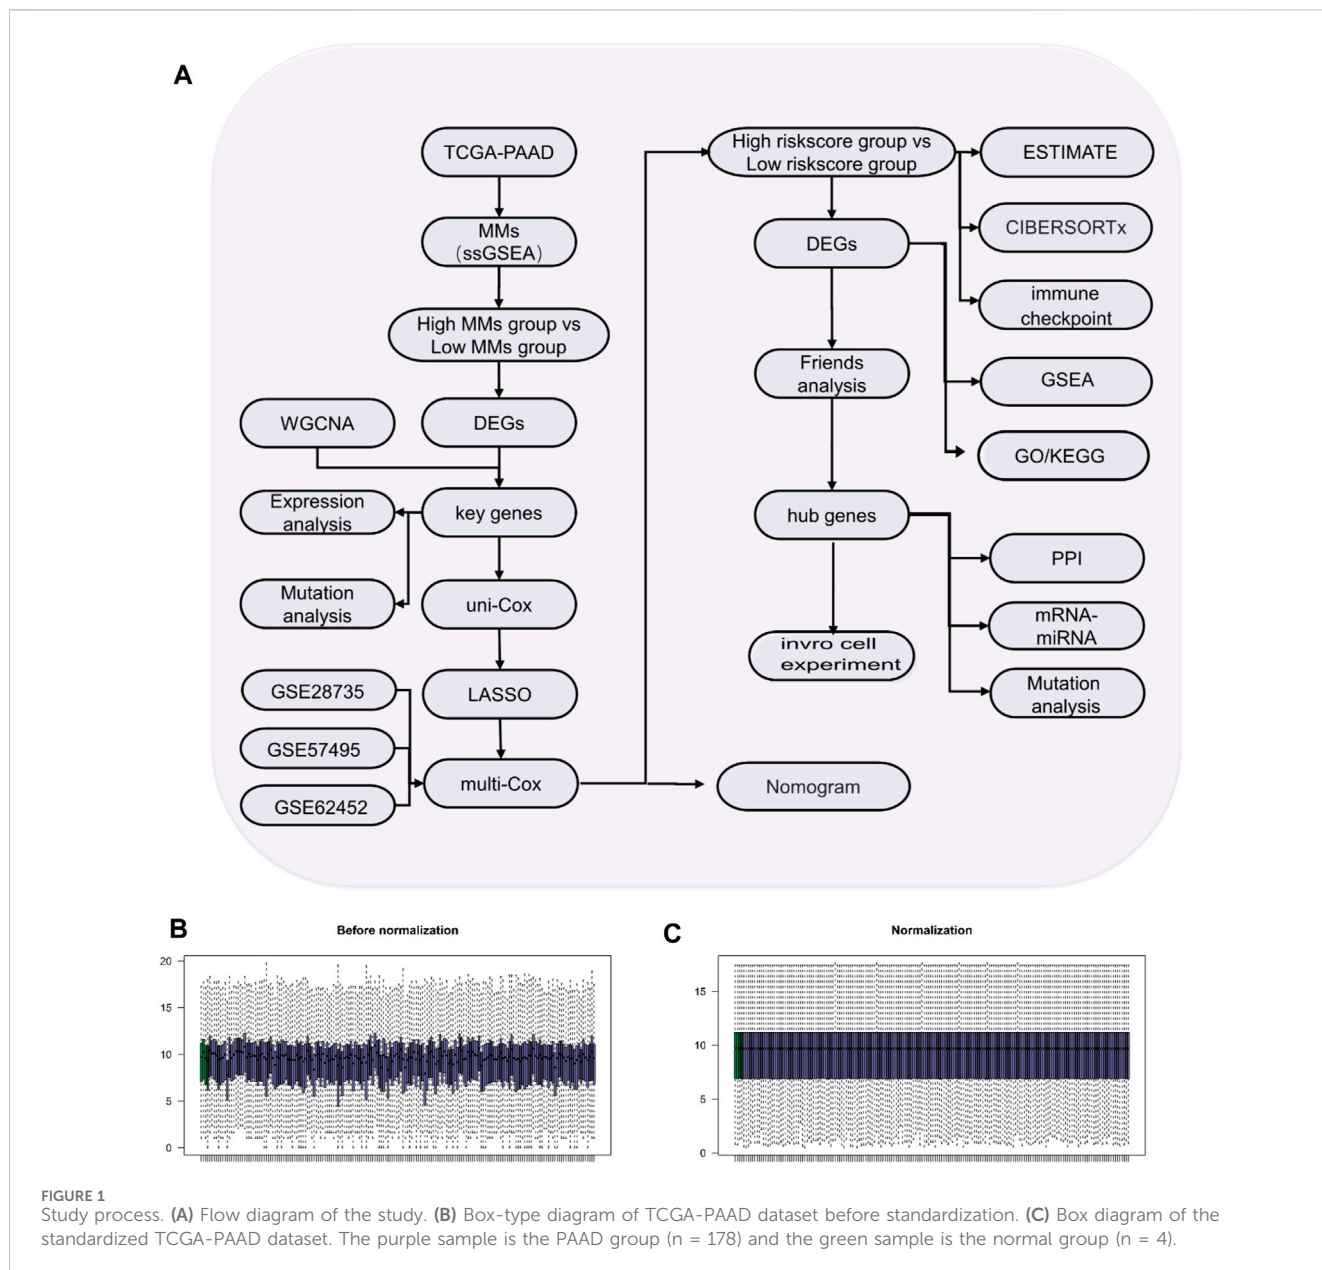 A
TCGA-PAAD
MMs
(ssGSEA)
High MMs group vs
Low MMs group
WGCNA
DEGs
Expression
analysis
key genes
Mutation
analysis
uni-Cox
GSE28735
LASSO
GSE57495
multi-Cox
GSE62452
High riskscore group vs
Low riskscore group
ESTIMATE
CIBERSORTx
DEGs
immune
checkpoint
Friends
analysis
GSEA
GO/KEGG
hub genes
PPI
mRNA-
miRNA
invro cell
experiment
Mutation
analysis
Nomogram
B
Before normalization
20
15
10
5
0
C
Normalization
15
10
5
0
FIGURE 1
Study process. (A) Flow diagram of the study. (B) Box-type diagram of TCGA-PAAD dataset before standardization. (C) Box diagram of the
standardized TCGA-PAAD dataset. The purple sample is the PAAD group (n = 178) and the green sample is the normal group (n = 4).